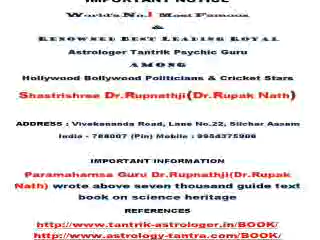 IMPORTANT NOTICE
World's No.1 Most Famous
&
Renowned Best Leading Royal
Astrologer Tantrik Psychic Guru
AMONG
Hollywood Bollywood Politicians & Cricket Stars
Shastrishree Dr.Rupnathji(Dr.Rupak Nath)
ADDRESS : Vivekananda Road, Lane No.22, Silchar Assam
India - 788007 (Pin) Mobile : 9954375906
IMPORTANT INFORMATION
Paramahamsa Guru Dr.Rupnathji(Dr.Rupak
Nath) wrote above seven thousand guide text
book on science heritage
REFERENCES
http://www.tantrik-astrologer.in/BOOK/
http://www.astrology-tantra.com/BOOK/